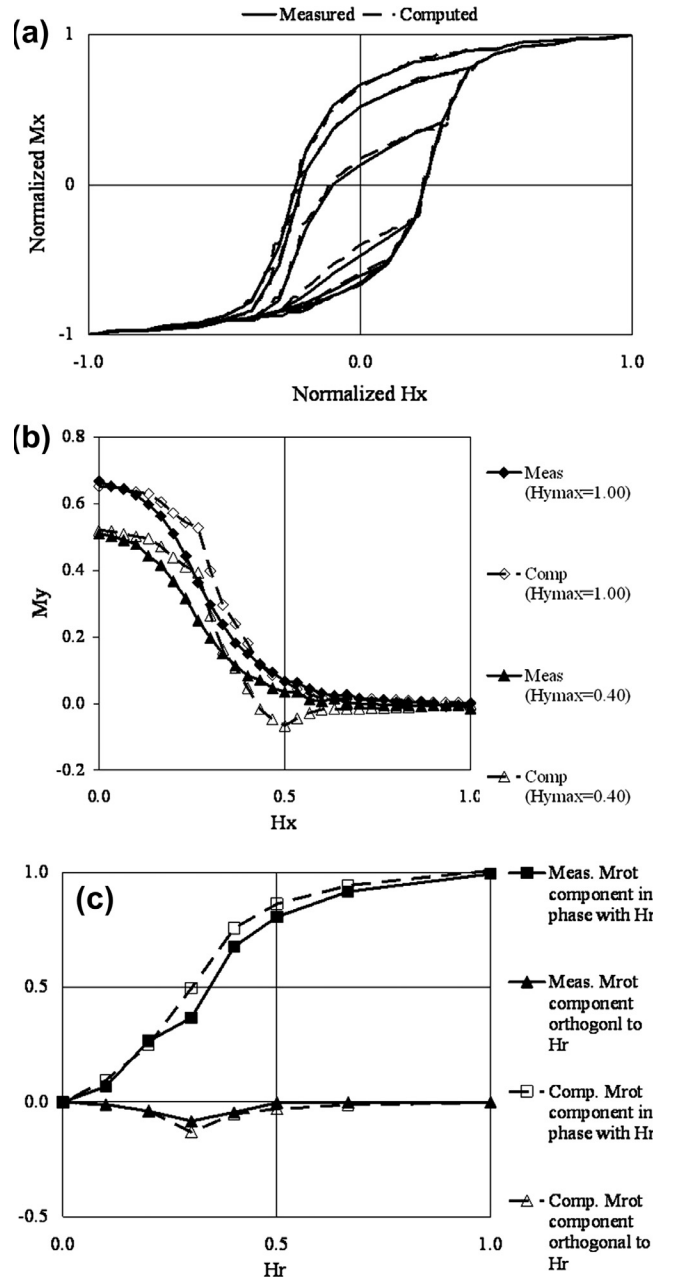 Measured Computed
(a)
1
0
-1
Normalized Mx
-1.0 0.0 1.0
Normalized Hx
(b)
0.8
0.6
0.4
0.2
0.0
-0.2
My
0.0 0.5 1.0
Hx
Meas
(Hymax=1.00)
Comp
(Hymax=1.00)
Meas
(Hymax=0.40)
Comp
(Hymax=0.40)
(c)
1.0
0.5
0.0
-0.5
0.0 0.5 1.0
Hr
Meas. Mrot
component in
phase with Hr
Meas. Mrot
component
orthogonl to
Hr
Comp. Mrot
component in
phase with Hr
Comp. Mrot
component
orthogonal to
Hr